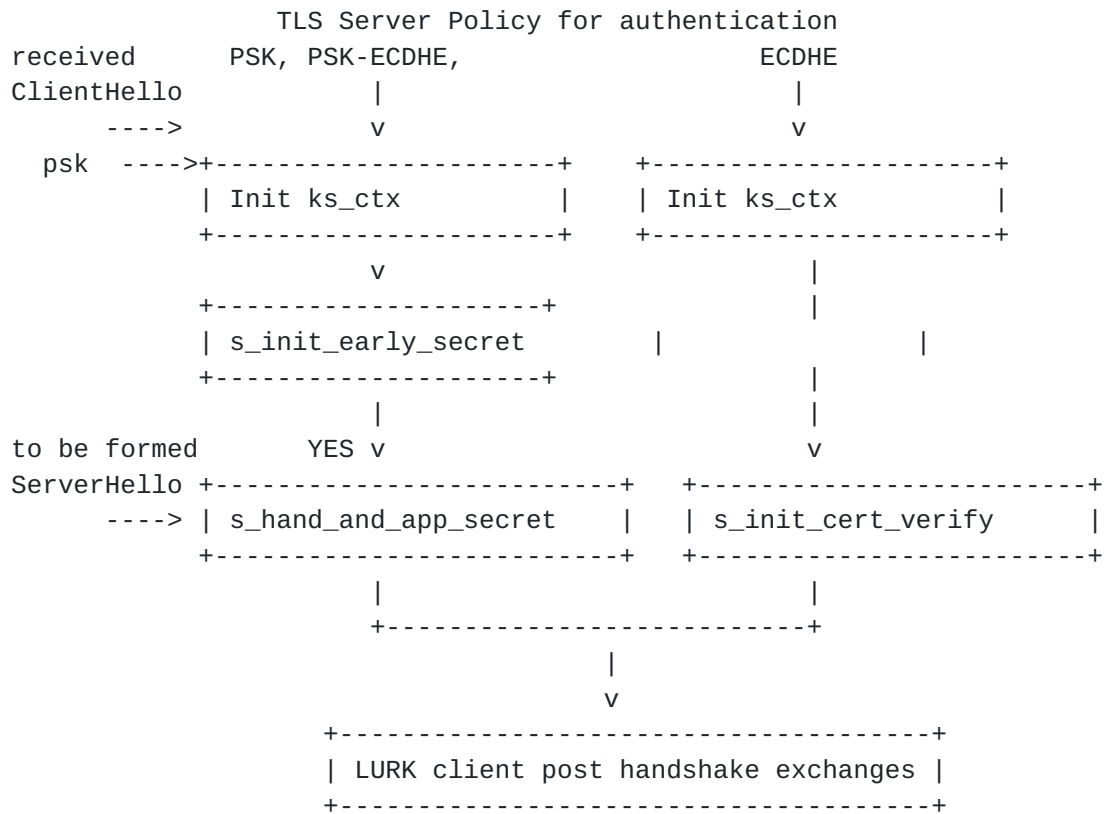 TLS Server Policy for authentication
received      PSK, PSK-ECDHE,                   ECDHE
ClientHello            |                          |
      ---->            v                          v
  psk  ---->+----------------------+    +----------------------+
            | Init ks_ctx          |    | Init ks_ctx          |
            +----------------------+    +----------------------+
                       v                           |
            +---------------------+                |
            | s_init_early_secret        |                |
            +---------------------+                |
                       |                           |
to be formed       YES v                           v
ServerHello +--------------------------+   +-------------------------+
      ----> | s_hand_and_app_secret    |   | s_init_cert_verify      |
            +--------------------------+   +-------------------------+
                       |                           |
                       +---------------------------+
                                      |
                                      v
                    +--------------------------------------+
                    | LURK client post handshake exchanges |
                    +--------------------------------------+